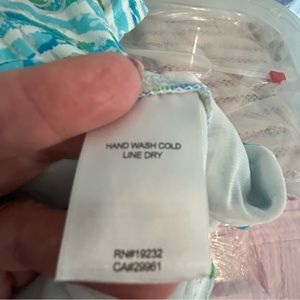 HAND WASH COLD
LINE DRY
RN#19232
CA#29961